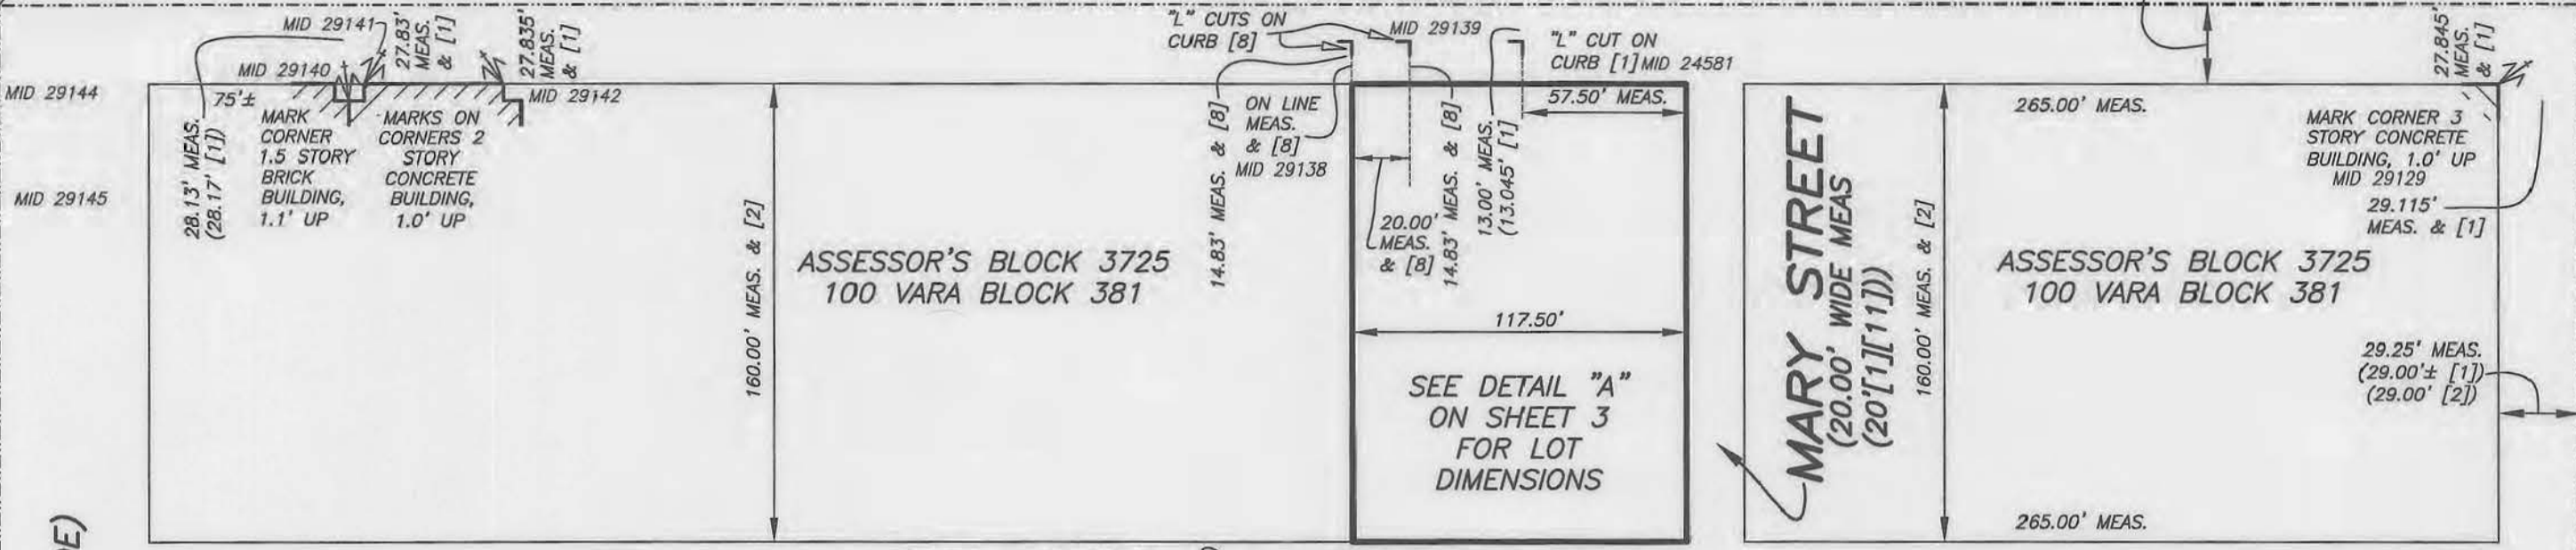 MID 29144
MID 29145
DE)
MID 29141
MID 29140
75'±
28.13' MEAS.
(28.17' [1])
27.83'
MEAS.
& [1]
27.835'
MEAS.
& [1]
MID 29142
MARK
CORNER
1.5 STORY
BRICK
BUILDING,
1.1' UP
MARKS ON
CORNERS 2
STORY
CONCRETE
BUILDING,
1.0' UP
160.00' MEAS. & [2]
ASSESSOR'S BLOCK 3725
100 VARA BLOCK 381
"L" CUTS ON
CURB [8]
MID 29139
"L" CUT ON
CURB [1] MID 24581
14.83' MEAS. & [8]
ON LINE
MEAS.
& [8]
MID 29138
20.00'
MEAS.
& [8]
14.83' MEAS. & [8]
13.00' MEAS.
(13.045' [1])
57.50' MEAS.
117.50'
SEE DETAIL "A"
ON SHEET 3
FOR LOT
DIMENSIONS
MARY STREET
(20.00' WIDE MEAS
(20'[1][11]))
160.00' MEAS. & [2]
265.00' MEAS.
ASSESSOR'S BLOCK 3725
100 VARA BLOCK 381
265.00' MEAS.
27.845'
MEAS.
& [1]
MARK CORNER 3
STORY CONCRETE
BUILDING, 1.0' UP
MID 29129
29.115'
MEAS. & [1]
29.25' MEAS.
(29.00'± [1])
(29.00' [2])